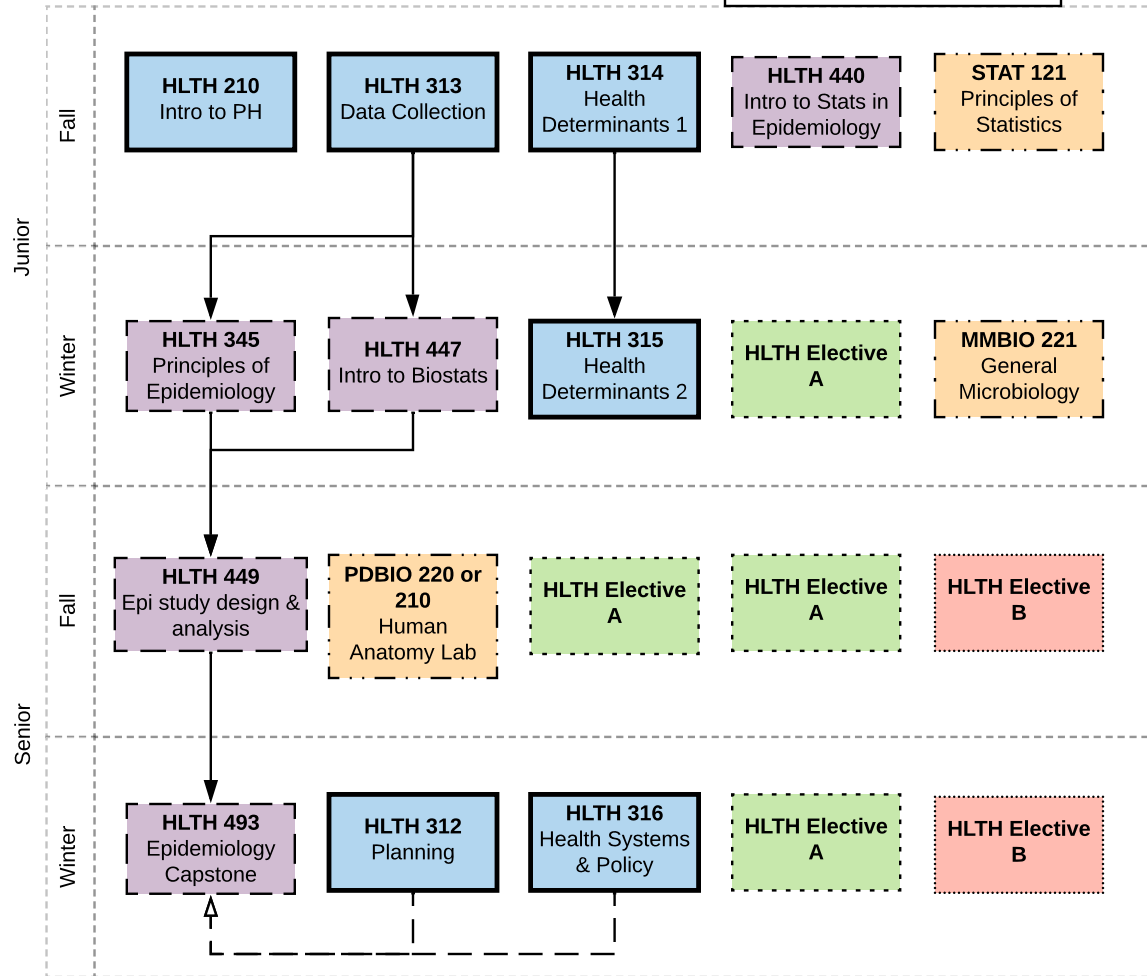 Junior
Fall
HLTH 210
Intro to PH
HLTH 313
Data Collection
HLTH 314
Health
Determinants 1
HLTH 440
Intro to Stats in
Epidemiology
STAT 121
Principles of
Statistics
Winter
HLTH 345
Principles of
Epidemiology
HLTH 447
Intro to Biostats
HLTH 315
Health
Determinants 2
HLTH Elective
A
MMBIO 221
General
Microbiology
Senior
Fall
HLTH 449
Epi study design &
analysis
PDBIO 220 or
210
Human
Anatomy Lab
HLTH Elective
A
HLTH Elective
A
HLTH Elective
B
Winter
HLTH 493
Epidemiology
Capstone
HLTH 312
Planning
HLTH 316
Health Systems
& Policy
HLTH Elective
A
HLTH Elective
B